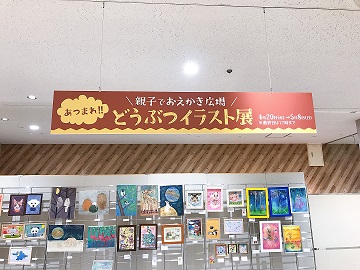 あつまれ!!
＼親子でおえかき広場／
どうぶつイラスト展